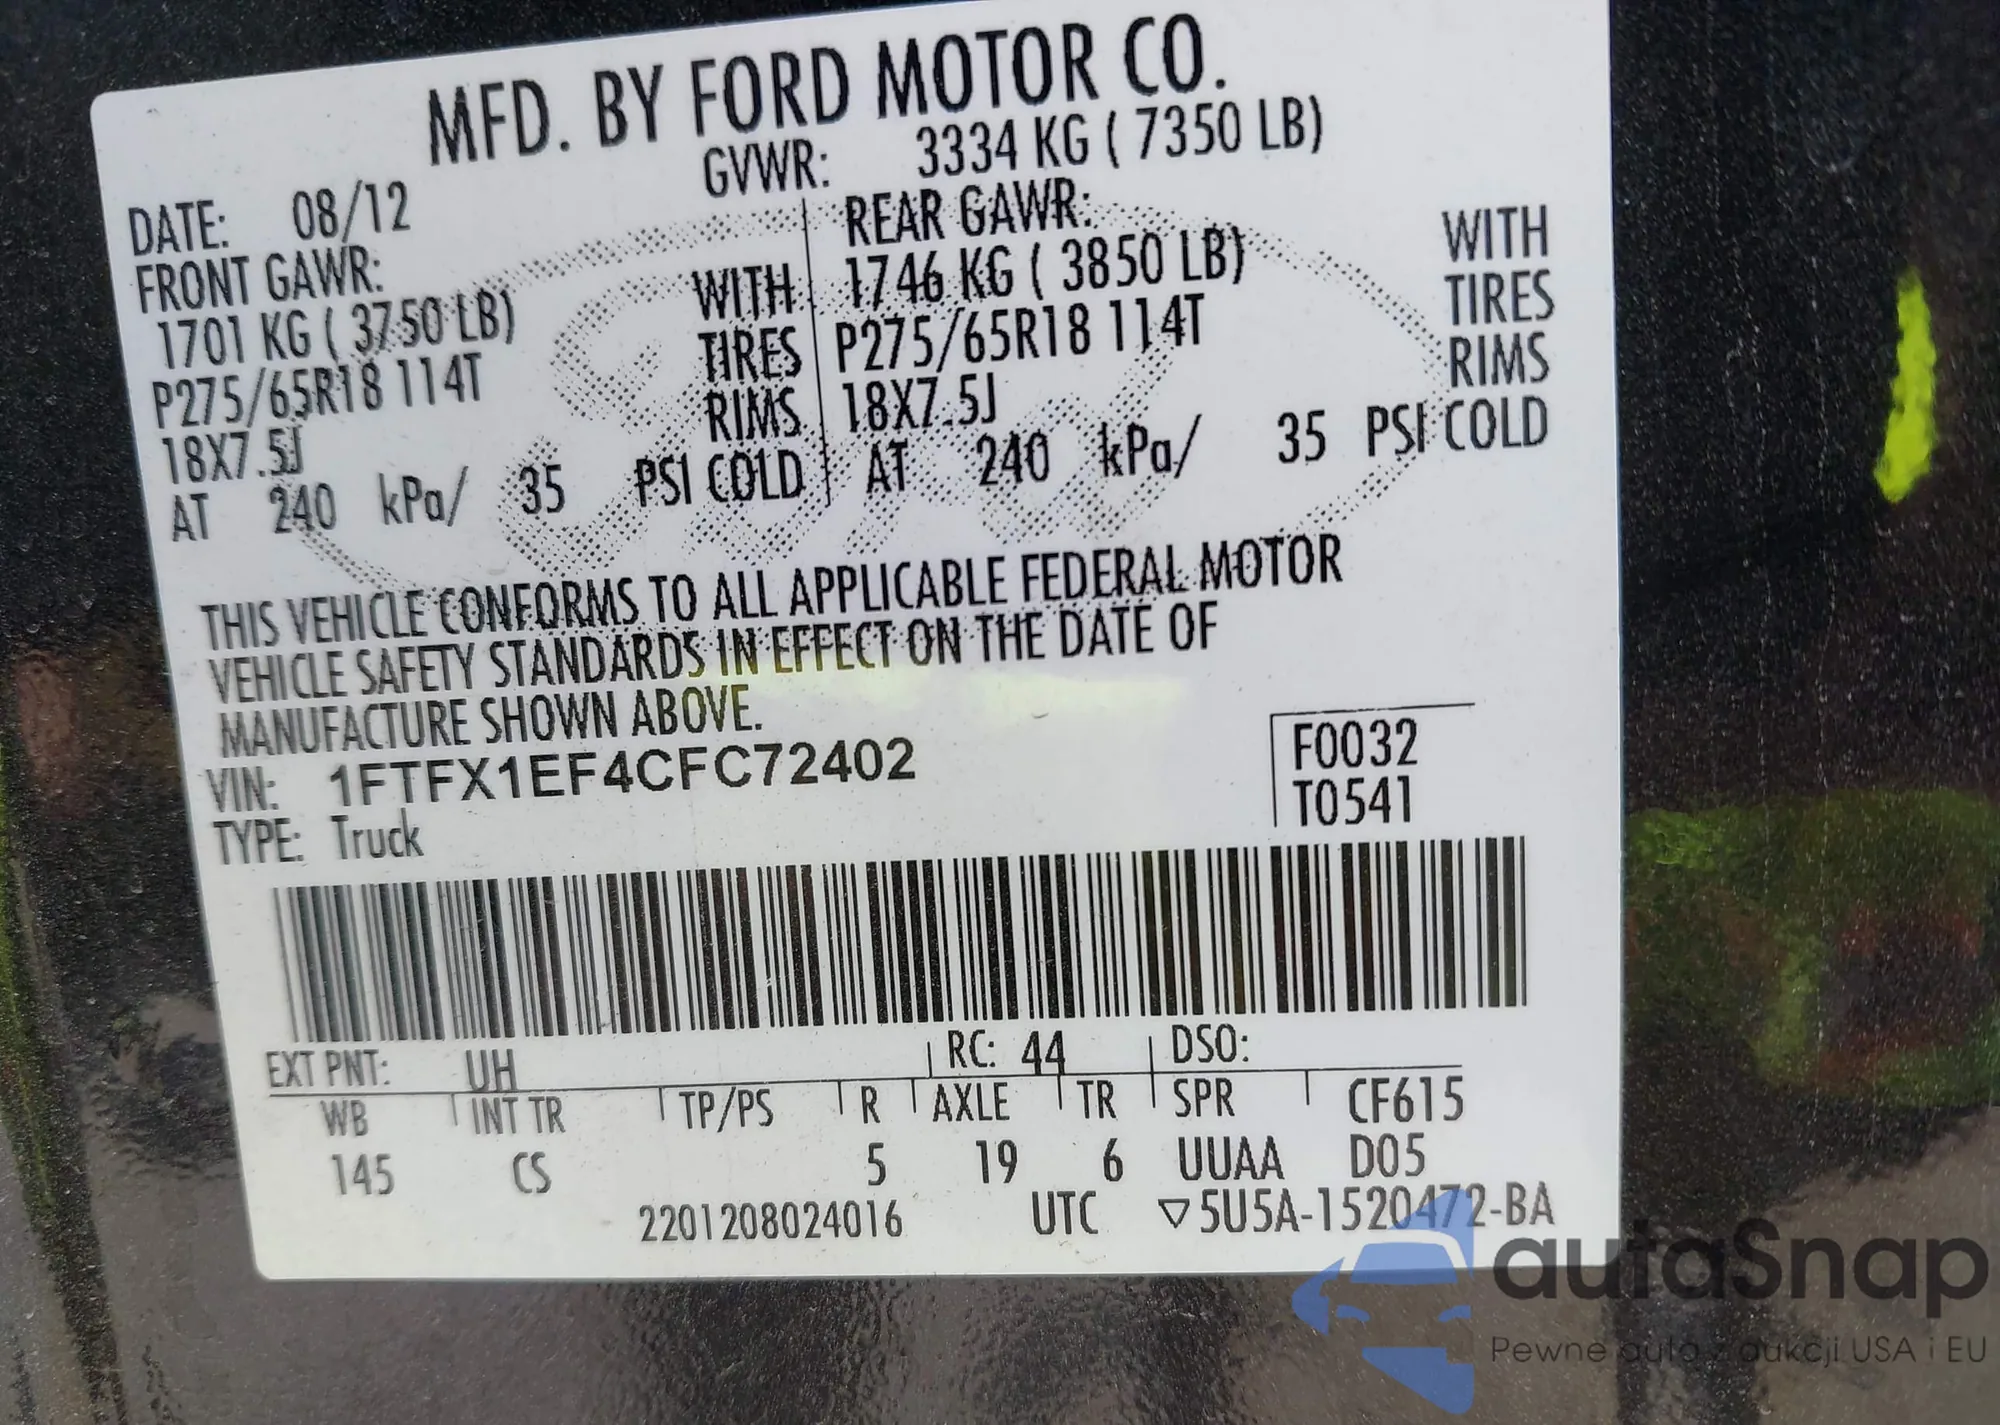 MFD. BY FORD MOTOR CO.
DATE: 08/12 GVWR: 3334 KG ( 7350 LB)
FRONT GAWR: REAR GAWR:
1701 KG ( 3750 LB) WITH 1746 KG ( 3850 LB) WITH
P275/65R18 114T TIRES P275/65R18 114T TIRES
18X7.5J RIMS 18X7.5J RIMS
AT 240 kPa/ 35 PSI COLD AT 240 kPa/ 35 PSI COLD
THIS VEHICLE CONFORMS TO ALL APPLICABLE FEDERAL MOTOR
VEHICLE SAFETY STANDARDS IN EFFECT ON THE DATE OF
MANUFACTURE SHOWN ABOVE.
VIN: 1FTFX1EF4CFC72402 F0032
TYPE: Truck T0541
EXT PNT: UH RC: 44 DSO:
WB INT TR TP/PS R AXLE TR SPR CF615
145 CS 5 19 6 UUAA D05
2201208024016 UTC ▽5U5A-1520472-BA
autaSnap
Pewne auta z aukcji USA i EU